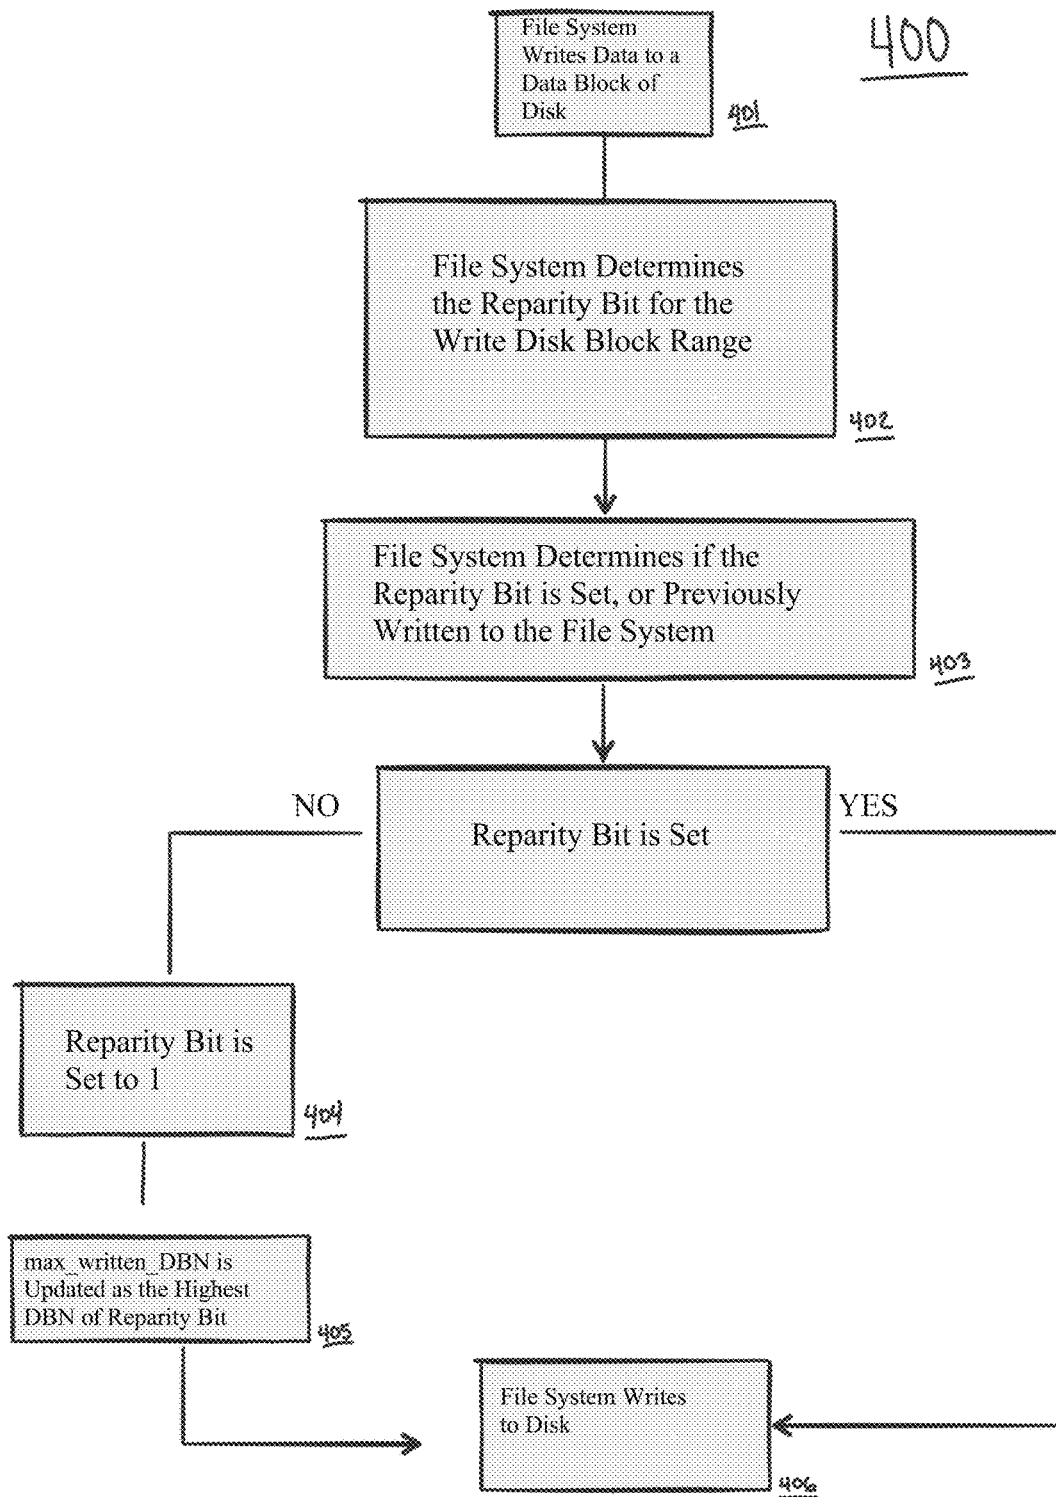 File System
Writes Data to a
Data Block of
Disk
400
401
File System Determines
the Reparity Bit for the
Write Disk Block Range
402
File System Determines if the
Reparity Bit is Set, or Previously
Written to the File System
403
NO
YES
Reparity Bit is Set
Reparity Bit is
Set to 1
404
max_written_DBN is
Updated as the Highest
DBN of Reparity Bit
405
File System Writes
to Disk
406